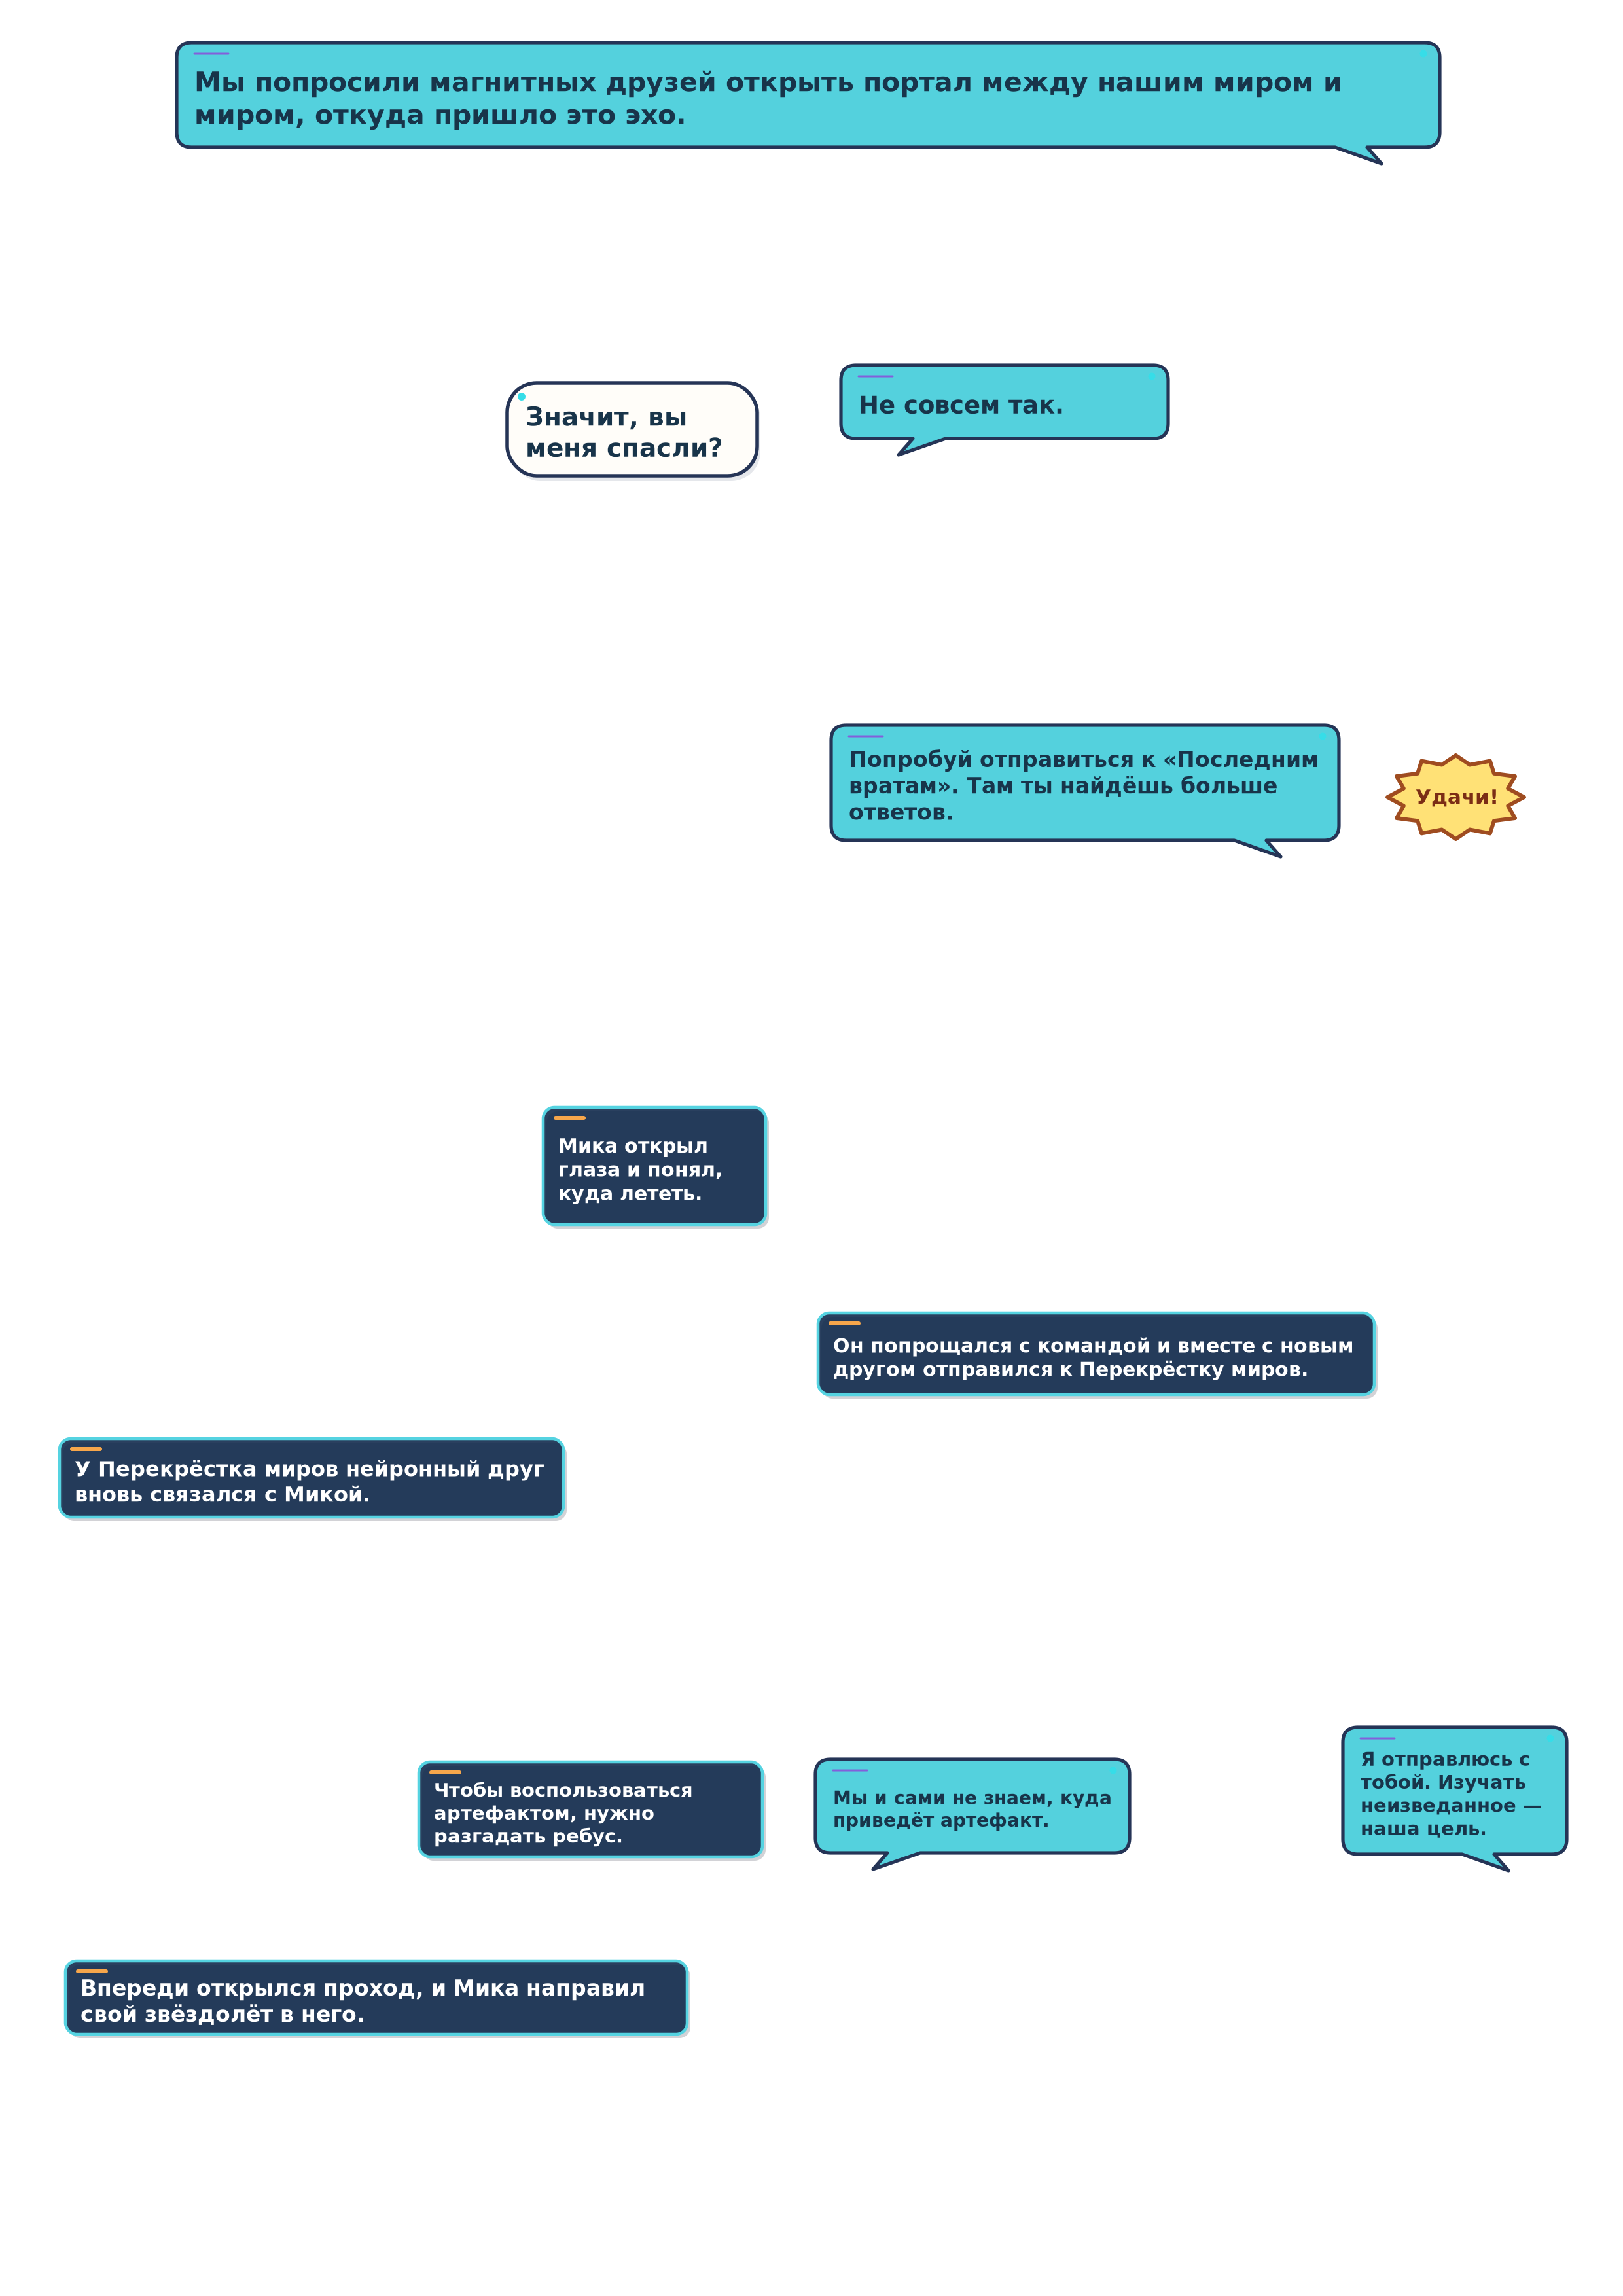 Мы попросили магнитных друзей открыть портал между нашим миром и
миром, откуда пришло это эхо.
Значит, вы
меня спасли?
Не совсем так.
Попробуй отправиться к «Последним
вратам». Там ты найдёшь больше
ответов.
Удачи!
Мика открыл
глаза и понял,
куда лететь.
Он попрощался с командой и вместе с новым
другом отправился к Перекрёстку миров.
У Перекрёстка миров нейронный друг
вновь связался с Микой.
Чтобы воспользоваться
артефактом, нужно
разгадать ребус.
Мы и сами не знаем, куда
приведёт артефакт.
Я отправлюсь с
тобой. Изучать
неизведанное —
наша цель.
Впереди открылся проход, и Мика направил
свой звёздолёт в него.